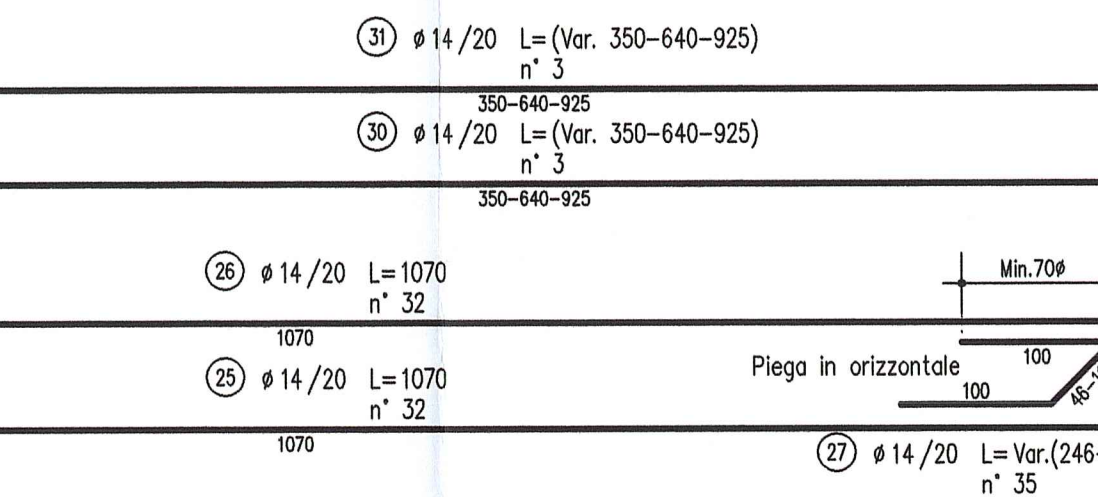 31 ø 14/20 L=(Var. 350-640-925)
n° 3
350-640-925
30 ø 14/20 L=(Var. 350-640-925)
n° 3
350-640-925
26 ø 14/20 L=1070
n° 32
1070
Min.70ø
100
Piega in orizzontale
100
25 ø 14/20 L=1070
n° 32
1070
27 ø 14/20 L=Var.(246-
n° 35